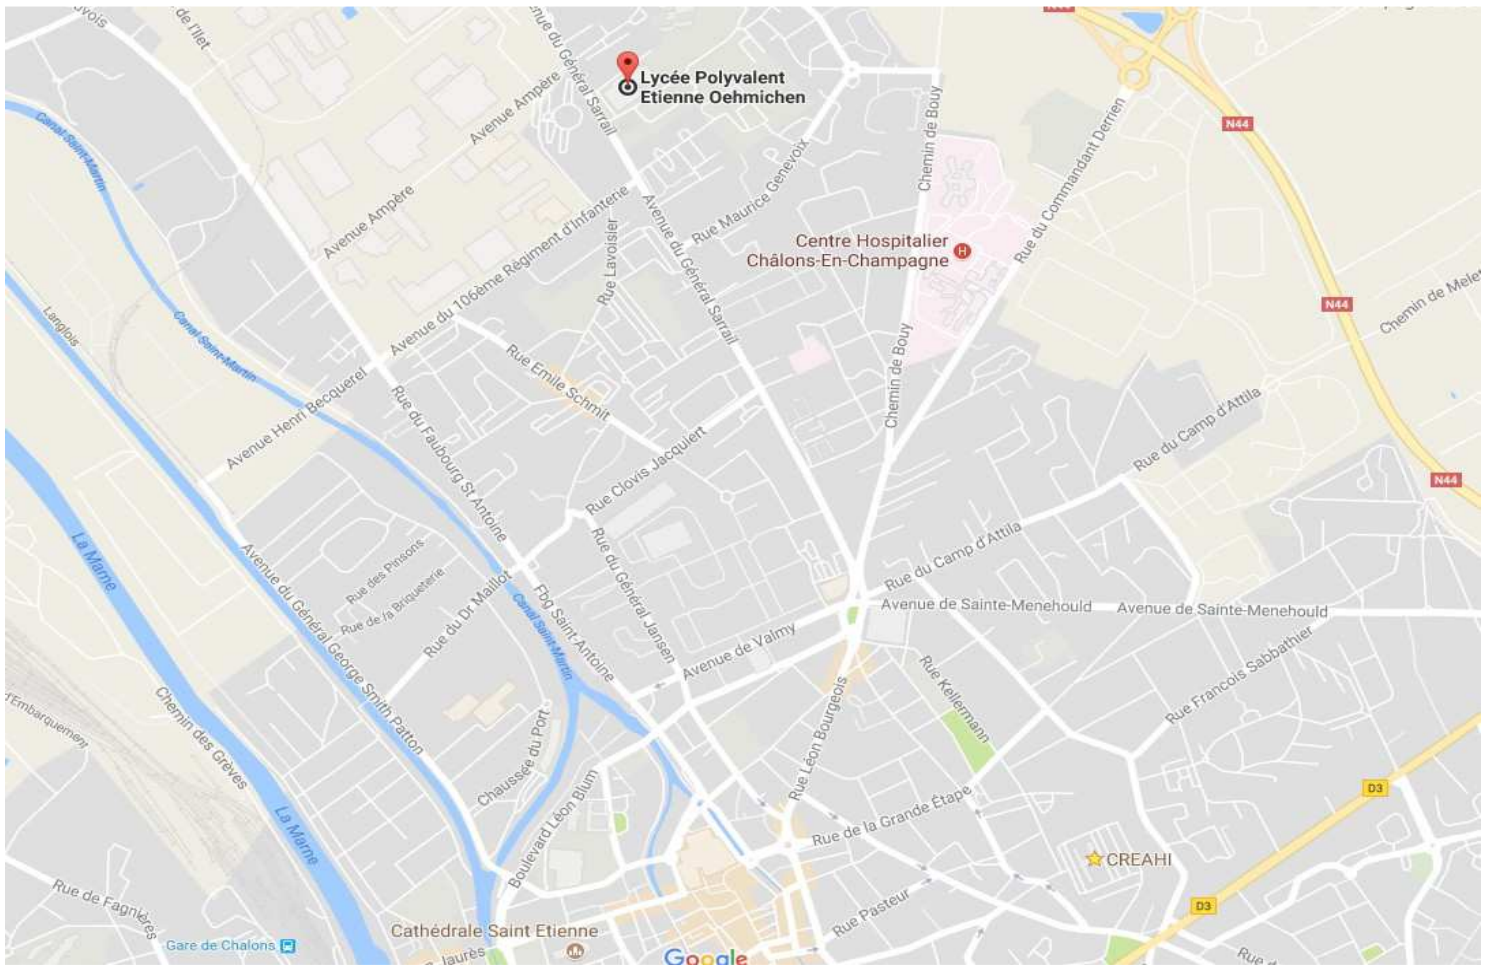 N44
de l'Ilet
Avenue du Général Sarrail
Lycée Polyvalent
Etienne Oehmichen
Avenue Ampère
Canal Saint-Martin
N44
Chemin de Bouy
Rue du Commandant Derrien
Rue Maurice Genevoix
Avenue Ampère
Avenue du 106ème Régiment d'Infanterie
Rue Lavoisier
Avenue du Général Sarrail
Centre Hospitalier
Châlons-En-Champagne
H
Chemin de Melet
N44
Langlois
Canal Saint-Martin
Rue Emile Schmit
Chemin de Bouy
Avenue Henri Becquerel
Rue du Faubourg St Antoine
Rue du Camp d'Attila
Rue Clovis Jacquiert
N44
La Marne
Rue des Pinsons
Rue de la Briqueterie
Rue du Dr Maillot
Rue du Général Jansen
Rue du Camp d'Attila
Avenue de Sainte-Menehould
Avenue de Sainte-Menehould
Canal Saint-Martin
Fbg Saint-Antoine
Avenue de Valmy
Avenue du Général George Smith Patton
Rue Kellermann
Rue Francois Sabbathier
d'Embarquement
Chemin des Grèves
Chaussée du Port
Boulevard Léon Blum
Rue Léon Bourgeois
D3
La Marne
Rue de la Grande Étape
CREAHI
Rue de Fagnières
Rue Pasteur
D3
Cathédrale Saint Etienne
Gare de Chalons
Jaurès
Google
Rue d